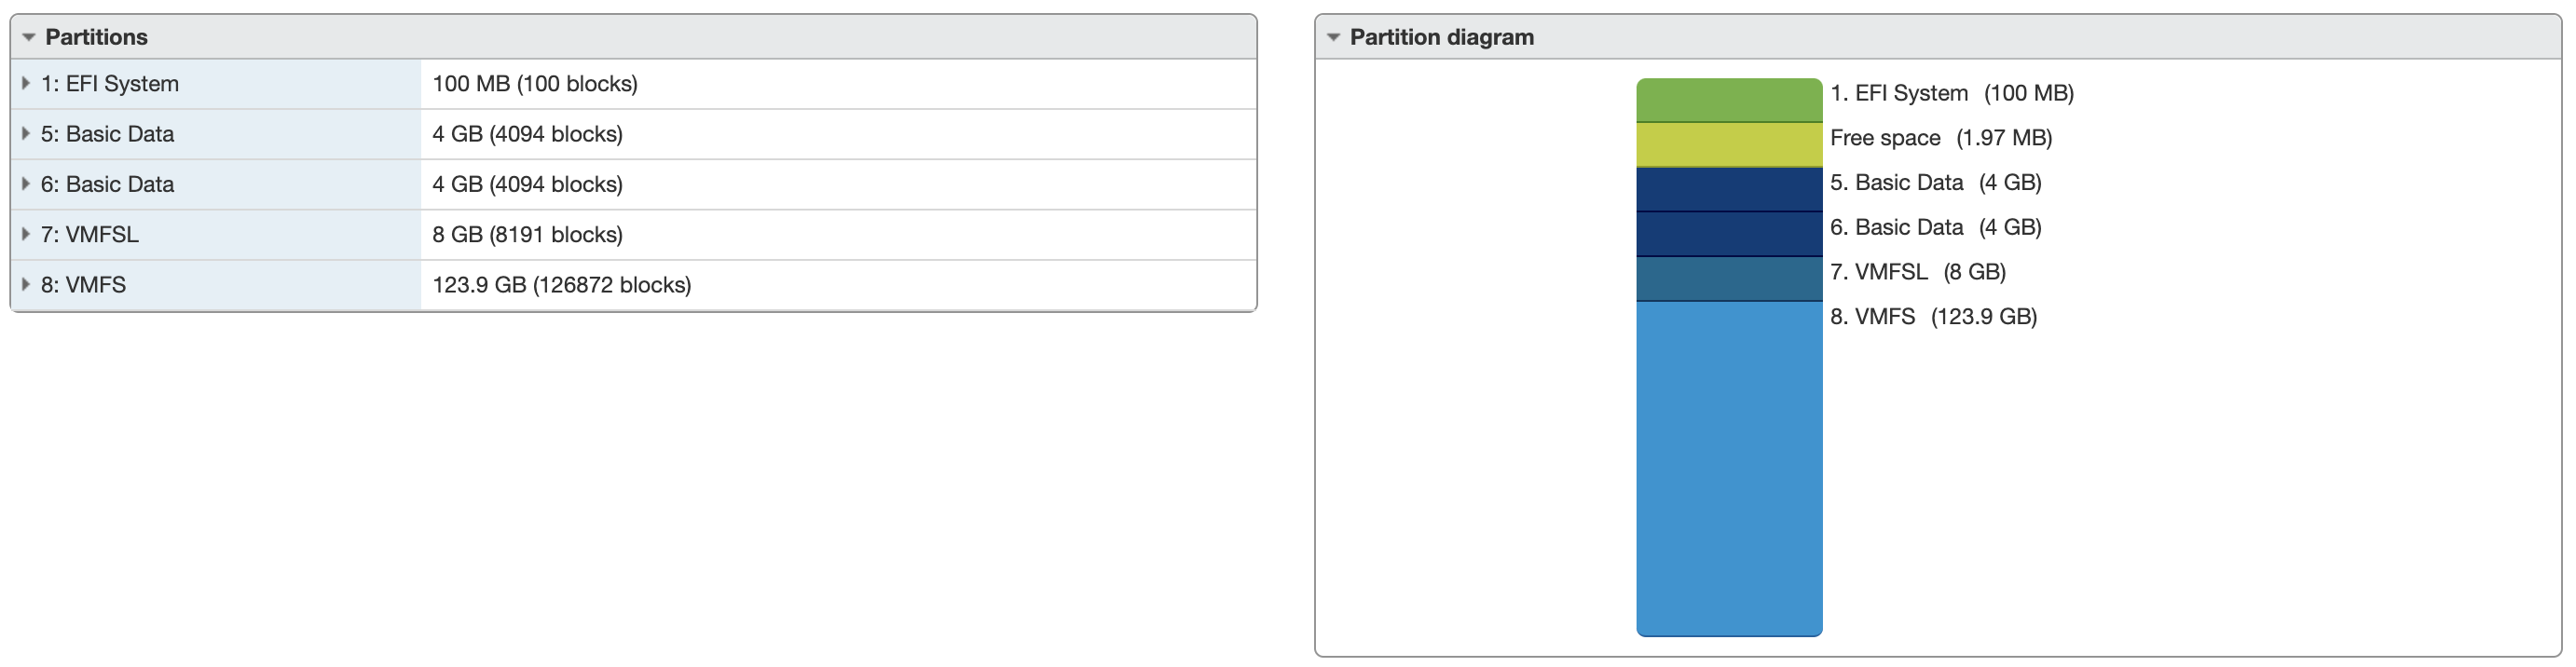 Partitions
1: EFI System 100 MB (100 blocks)
5: Basic Data 4 GB (4094 blocks)
6: Basic Data 4 GB (4094 blocks)
7: VMFSL 8 GB (8191 blocks)
8: VMFS 123.9 GB (126872 blocks)
Partition diagram
1. EFI System (100 MB)
Free space (1.97 MB)
5. Basic Data (4 GB)
6. Basic Data (4 GB)
7. VMFSL (8 GB)
8. VMFS (123.9 GB)